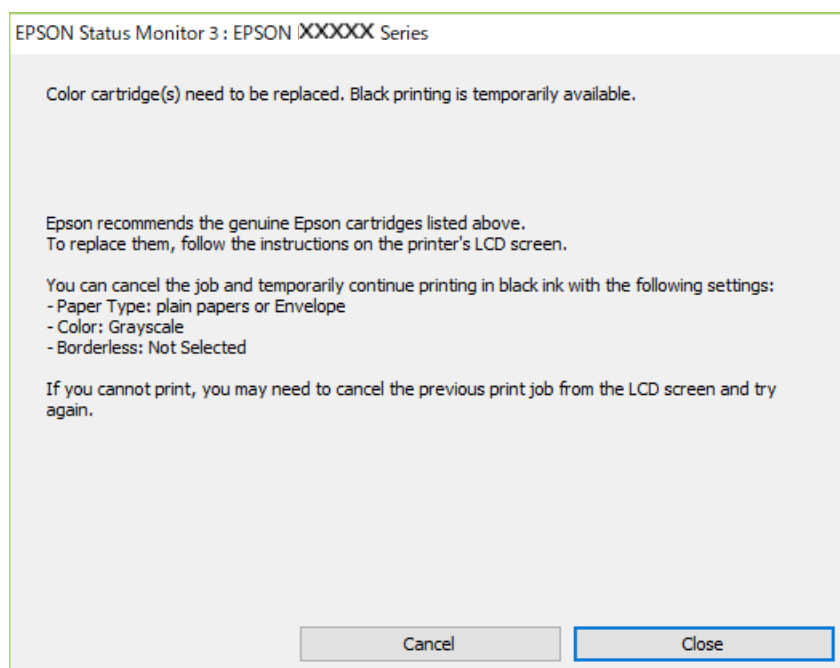 EPSON Status Monitor 3 : EPSON XXXXX Series
Color cartridge(s) need to be replaced. Black printing is temporarily available.
Epson recommends the genuine Epson cartridges listed above.
To replace them, follow the instructions on the printer's LCD screen.
You can cancel the job and temporarily continue printing in black ink with the following settings:
- Paper Type: plain papers or Envelope
- Color: Grayscale
- Borderless: Not Selected
If you cannot print, you may need to cancel the previous print job from the LCD screen and try
again.
Cancel
Close